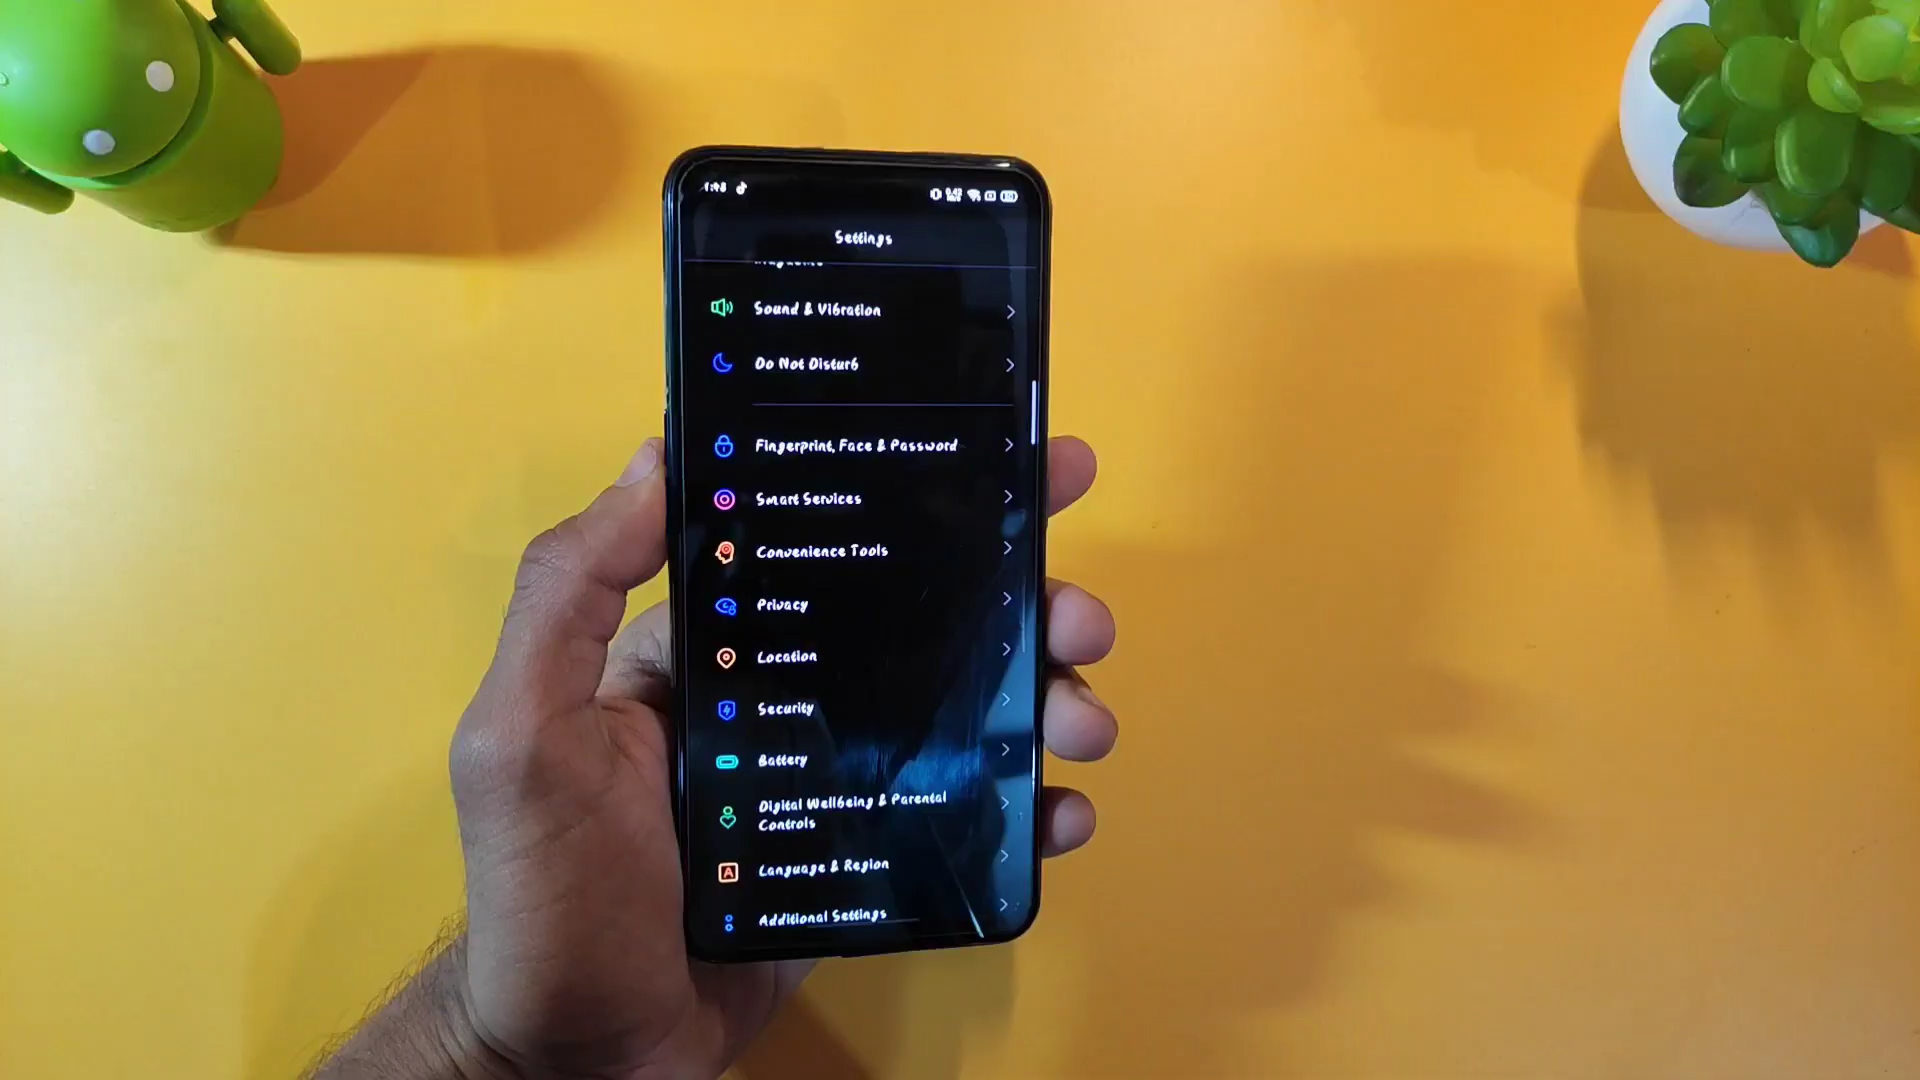 Settings
Sound & Vibration
Do Not Disturb
Fingerprint, Face & Password
Smart Services
Convenience Tools
Privacy
Location
Security
Battery
Digital Wellbeing & Parental
Controls
A
Language & Region
Additional Settings